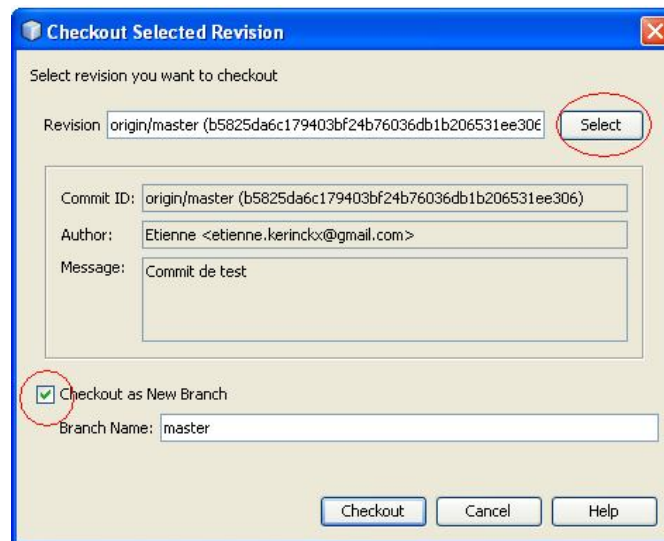 Checkout Selected Revision
Select revision you want to checkout
Revision origin/master (b5825da6c179403bf24b76036db1b206531ee306 Select
Commit ID: origin/master (b5825da6c179403bf24b76036db1b206531ee306)
Author: Etienne <etienne.kerinckx@gmail.com>
Message: Commit de test
Checkout as New Branch
Branch Name: master
Checkout Cancel Help